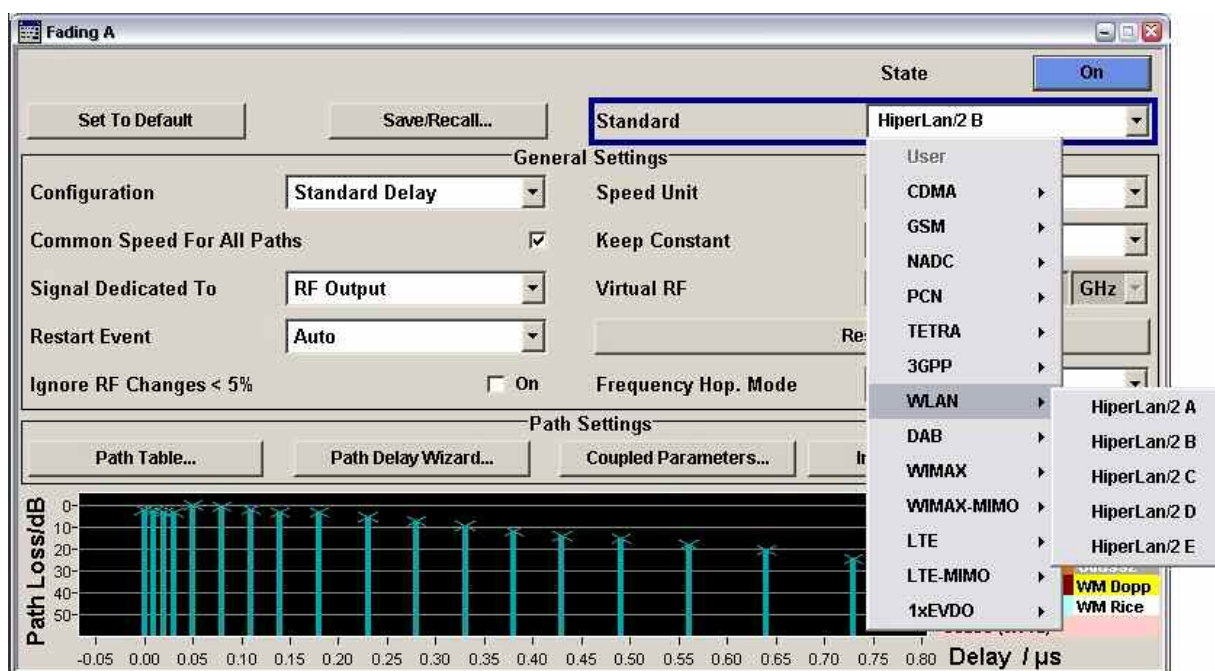 Fading A
State On
Set To Default Save/Recall... Standard HiperLan/2 B
General Settings
User
Configuration Standard Delay Speed Unit
CDMA
GSM
Common Speed For All Paths Keep Constant
NADC
Signal Dedicated To RF Output Virtual RF GHz
PCN
Restart Event Auto Re
TETRA
3GPP
Ignore RF Changes < 5% On Frequency Hop. Mode
WLAN
HiperLan/2 A
HiperLan/2 B
HiperLan/2 C
HiperLan/2 D
HiperLan/2 E
DAB
WIMAX
WIMAX-MIMO
LTE
LTE-MIMO
1xEVDO
Path Settings
Path Table... Path Delay Wizard... Coupled Parameters... In
Path Loss/dB
0-
10-
20-
30-
40-
50-
WM Dopp
WM Rice
-0.05 0.00 0.05 0.10 0.15 0.20 0.25 0.30 0.35 0.40 0.45 0.50 0.55 0.60 0.65 0.70 0.75 0.80 Delay / µs